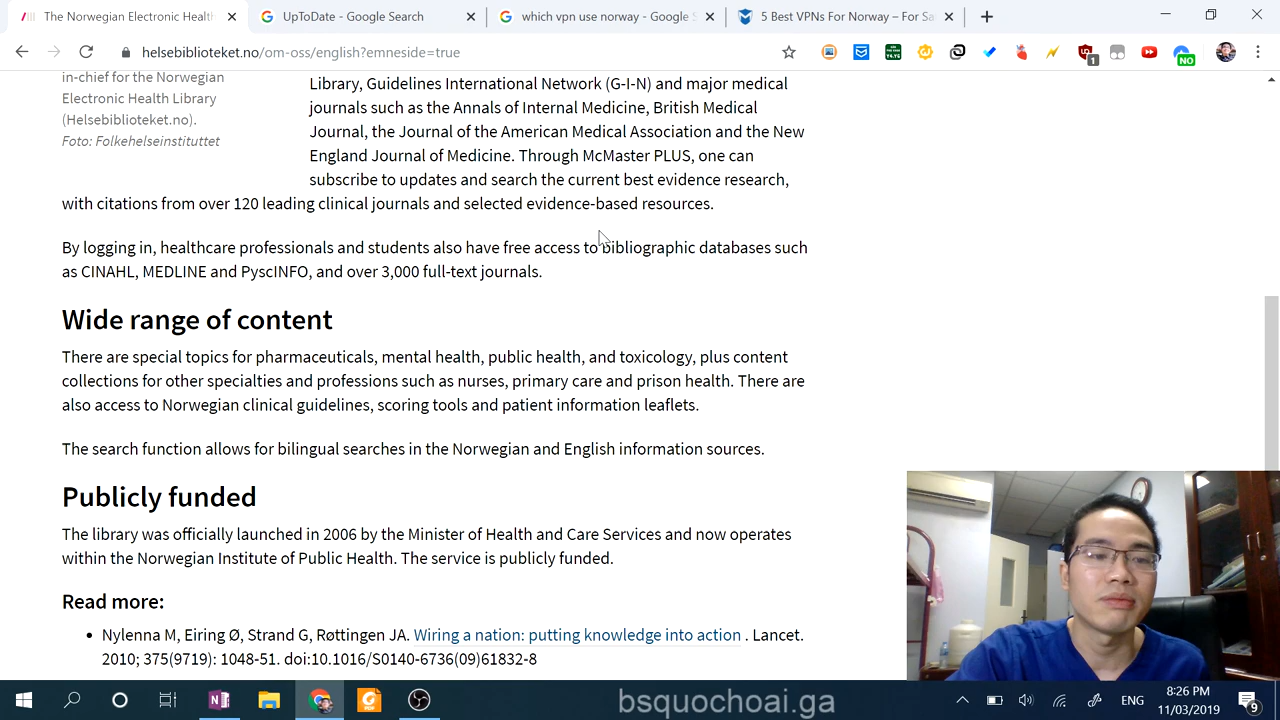 The Norwegian Electronic Healt
UpToDate - Google Search
which vpn use norway - Google S
5 Best VPNs For Norway – For Sa
helsebiblioteket.no/om-oss/english?emneside=true
1
NO
in-chief for the Norwegian
Electronic Health Library
(Helsebiblioteket.no).
Foto: Folkehelseinstituttet
Library, Guidelines International Network (G-I-N) and major medical
journals such as the Annals of Internal Medicine, British Medical
Journal, the Journal of the American Medical Association and the New
England Journal of Medicine. Through McMaster PLUS, one can
subscribe to updates and search the current best evidence research,
with citations from over 120 leading clinical journals and selected evidence-based resources.
By logging in, healthcare professionals and students also have free access to bibliographic databases such
as CINAHL, MEDLINE and PyscINFO, and over 3,000 full-text journals.
Wide range of content
There are special topics for pharmaceuticals, mental health, public health, and toxicology, plus content
collections for other specialties and professions such as nurses, primary care and prison health. There are
also access to Norwegian clinical guidelines, scoring tools and patient information leaflets.
The search function allows for bilingual searches in the Norwegian and English information sources.
Publicly funded
The library was officially launched in 2006 by the Minister of Health and Care Services and now operates
within the Norwegian Institute of Public Health. The service is publicly funded.
Read more:
Nylenna M, Eiring Ø, Strand G, Røttingen JA. Wiring a nation: putting knowledge into action . Lancet.
2010; 375(9719): 1048-51. doi:10.1016/S0140-6736(09)61832-8
bsquochoai.ga
ENG
8:26 PM
11/03/2019
9